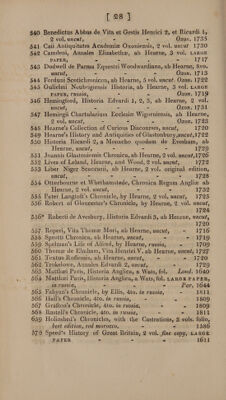 [ 28 ]
540 Benedictus Abbas de Vita et Gestis Henrici 2, et Ricardi 1,
2 vol. uncut, - - - Oxon. 1735
541 Caii Antiquitates Academiæ Oxoniensis, 2 vol. uncut 1730
542 Camdeni, Annales Elizabethæ, ab Hearne, 3 vol. LARGE
PAPER, - - - 1717
543 Dodwell de Parma Equestri Woodwardiana, ab Hearne, 8vo.
uncut, - - - Oxon. 1713
544 Forduni Scotichronicon, ab Hearne, 5 vol. uncut Oxon. 1722
545 Gulielmi Neubrigensis Historia, ab Hearne, 3 vol. LARGE
PAPER, russia, - - - Oxon. 1719
546 Hemingford, Historia Edvardi 1, 2, 3, ab Hearne, 2 vol.
uncut, - - - Oxon. 1731
547 Hemingi Chartularium Ecclesiæ Wigorniensis, ab Hearne,
2 vol. uncut, - - - Oxon. 1723
548 Hearne's Collection of Curious Discourses, uncut, 1720
549 Hearne's History and Antiquities of Glastonbury, uncut, 1722
550 Historia Ricardi 2, a Monacho quodam de Evesham, ab
Hearne, uncut, - - - 1729
551 Joannis Glastoniensis Chronica, ab Hearne, 2 vol. uncut, 1726
552 Lives of Leland, Hearne, and Wood, 2 vol. uncut, 1772
553 Liber Niger Scaccarii, ab Hearne, 2 vol. original edition,
uncut, - - - 1728
554 Otterbourne et Whethamstede, Chronica Regum Angliæ ab
Hearne, 2 vol. uncut, - - 1732
555 Peter Langtoft's Chronicle, by Hearne, 2 vol. uncut, 1725
556 Robert of Gloucester's Chronicle, by Hearne, 2 vol. uncut,
1724
556* Roberti de Avesbury, Historia Edvardi 3, ab Hearne, uncut,
1720
557 Roperi, Vita Thomæ Mori, ab Hearne, uncut,
558 Sprotti Chronica, ab Hearne, uncut, 1719
559 Spelman's Life of Alfred, by Hearne, russia,
560 Thomæ de Elmham, Vita Henrici V. ab Hearne, uncut, 1727
561 Textus Roffensis, ab Hearne, uncut, 1720
562 Trokelowe, Annales Edvardi 2, uncut, - 1729
563 Matthæi Paris, Historia Anglica, a Wats, fol. Lond. 1640
564 Matthæi Paris, Historia Anglica, a Wats, fol. LARGE PAPER,
in russia, - - - Par. 1644
565 Fabyan's Chronicle, by Ellis, 4to. in russia, 1811
566 Hall's Chronicle, 4to. in russia, - - 1809
567 Grafton's Chronicle, 4to. in russia, - 1809
568 Rastell's Chronicle, 4to. in russia, - 1811
569 Holinshed's Chronicles, with the Castrations, 3 vols. folio,
best edition, red morocco, - - 1586
570 Speed's History of Great Britain, 2 vol. fine copy, LARGE
PAPER - - - 1611